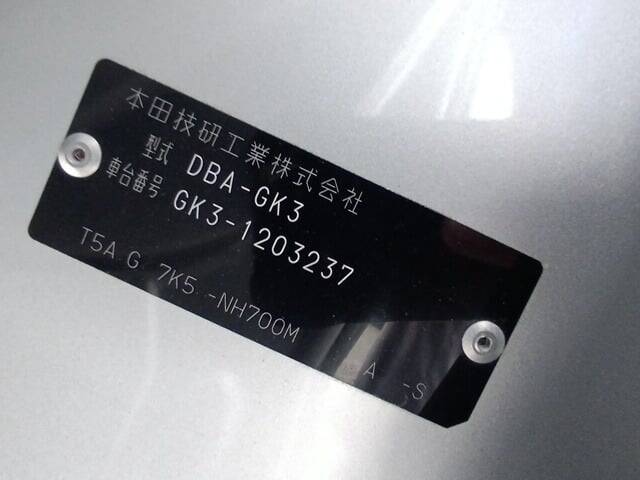 本田技研工業株式会社
型式 DBA-GK3
車台番号 GK3-1203237
T5A G 7K5 -NH700M
A -S